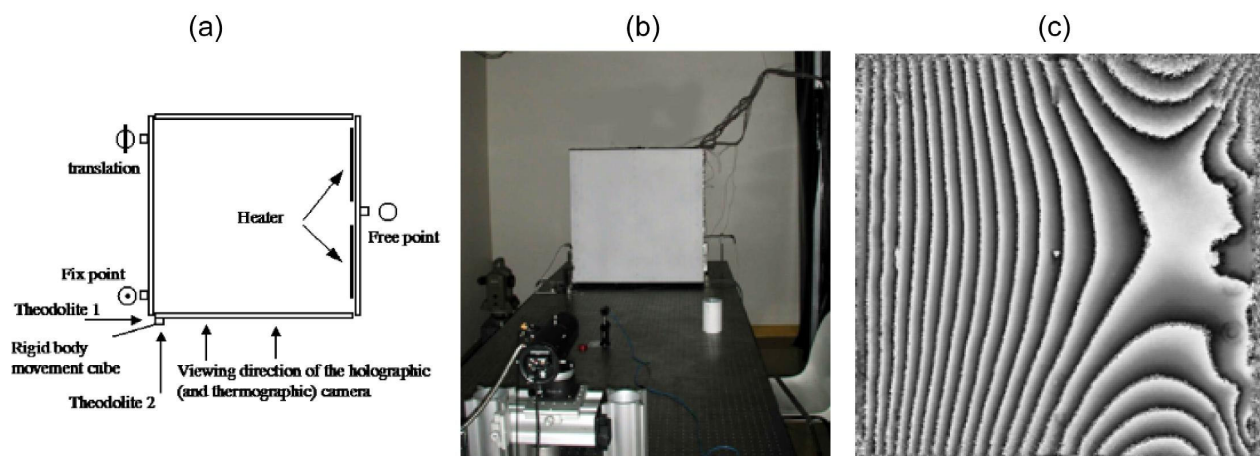 (a)
(b)
(c)
translation
Heater
Free point
Fix point
Theodolite 1
Rigid body
movement cube
Theodolite 2
Viewing direction of the holographic
(and thermographic) camera